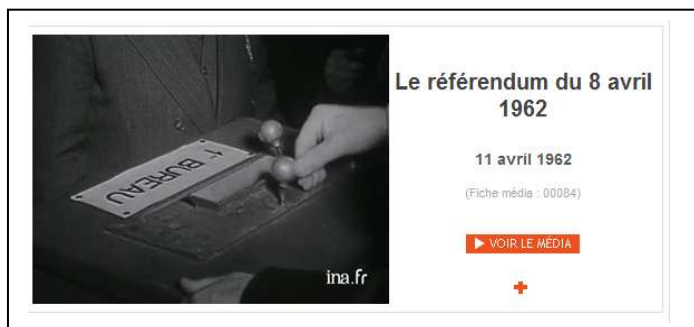 1er BUREAU
ina.fr
Le référendum du 8 avril
1962
11 avril 1962
(Fiche média : 00084)
VOIR LE MÉDIA